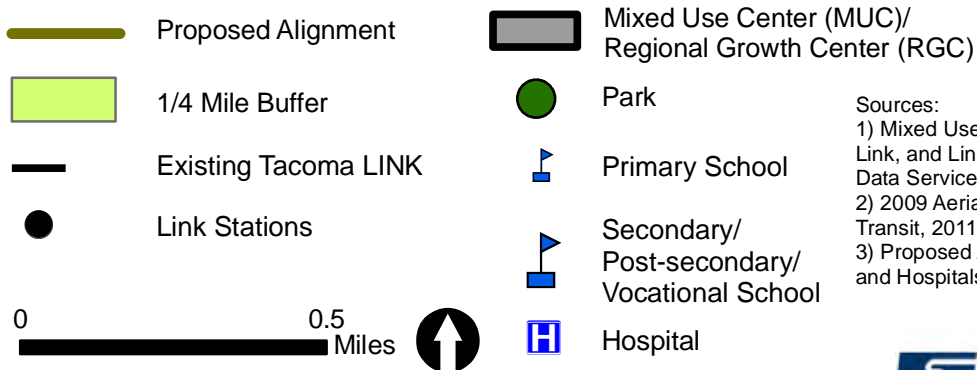 Proposed Alignment
1/4 Mile Buffer
Existing Tacoma LINK
Link Stations
0 0.5
Miles
Mixed Use Center (MUC)/
Regional Growth Center (RGC)
Park
Primary School
Secondary/
Post-secondary/
Vocational School
H Hospital
Sources:
1) Mixed Use
Link, and
Data Service
2) 2009
Transit, 2011
3) Proposed
and Hospitals